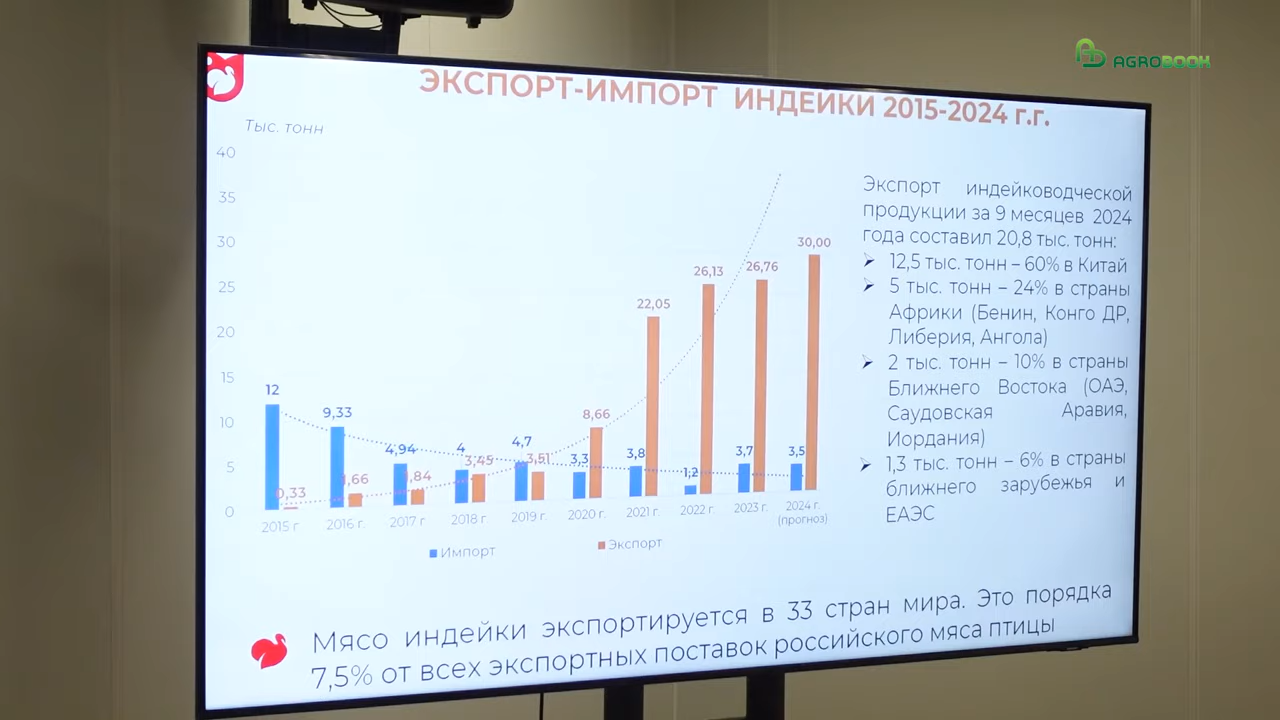 AGROBOOK
ЭКСПОРТ-ИМПОРТ ИНДЕЙКИ 2015-2024 г.г.
Тыс. тонн
40
35
30
25
20
15
10
5
0
12
0,33
9,33
1,66
4,94
1,84
4
3,45
4,7
3,51
3,3
8,66
3,8
22,05
1,2
26,13
3,7
26,76
3,5
30,00
2015 г.
2016 г.
2017 г
2018 г.
2019 г.
2020 г.
2021 г.
2022 г.
2023 г.
2024 г.
(прогноз)
Импорт
Экспорт
Экспорт индейководческой
продукции за 9 месяцев 2024
года составил 20,8 тыс. тонн:
12,5 тыс. тонн – 60% в Китай
5 тыс. тонн – 24% в страны
Африки (Бенин, Конго ДР,
Либерия, Ангола)
2 тыс. тонн – 10% в страны
Ближнего Востока (ОАЭ,
Саудовская Аравия,
Иордания)
1,3 тыс. тонн – 6% в страны
ближнего зарубежья и
ЕАЭС
Мясо индейки экспортируется в 33 стран мира. Это порядка
7,5% от всех экспортных поставок российского мяса птицы